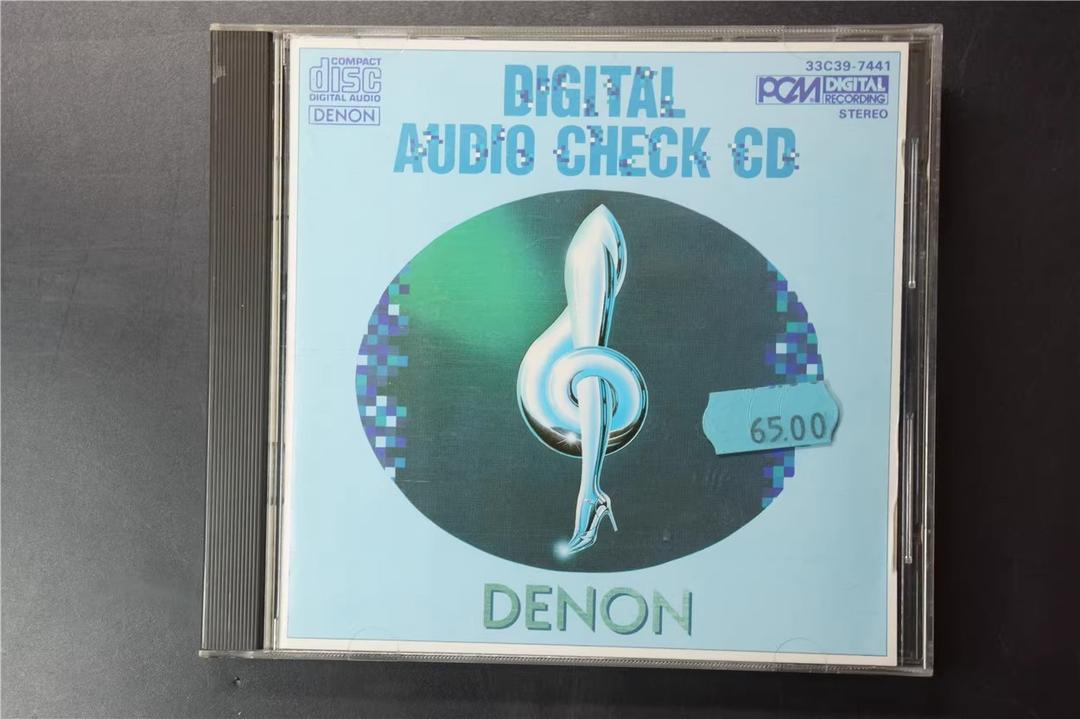 COMPACT
disc
DIGITAL AUDIO
DENON
DIGITAL
AUDIO CHECK CD
33C39-7441
PCM DIGITAL
RECORDING
STEREO
65.00
DENON